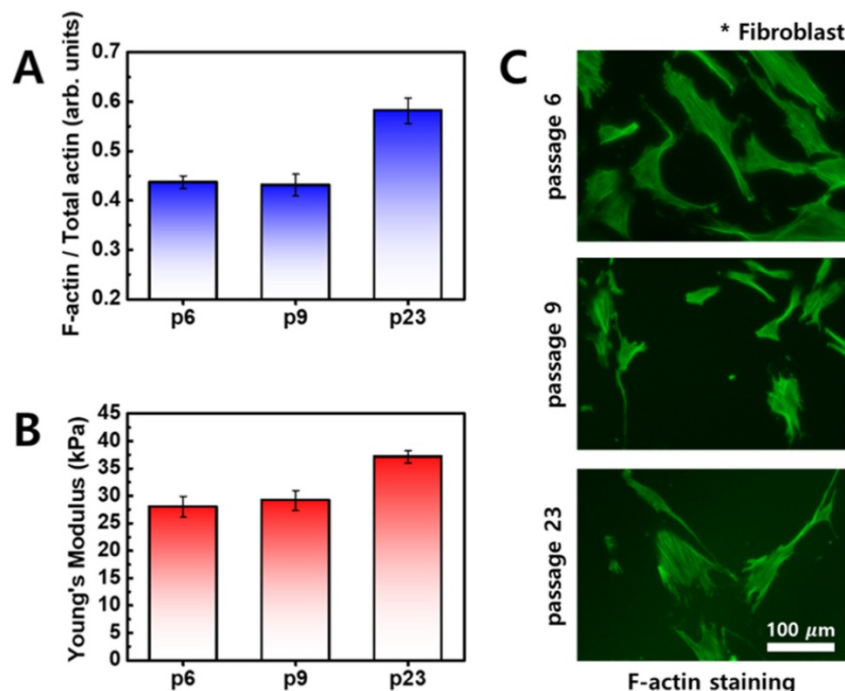 A
F-actin / Total actin (arb. units)
0.7
0.6
0.5
0.4
0.3
0.2
p6 p9 p23
B
Young's Modulus (kPa)
45
40
35
30
25
20
15
10
5
0
p6 p9 p23
C
* Fibroblast
passage 6
passage 9
passage 23
100 μm
F-actin staining